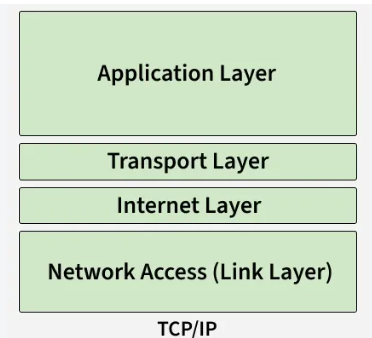 Application Layer
Transport Layer
Internet Layer
Network Access (Link Layer)
TCP/IP